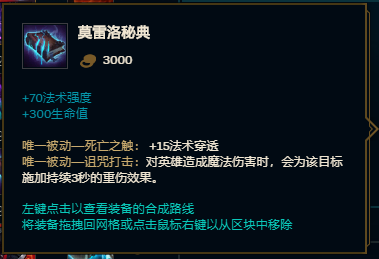 莫雷洛秘典
3000
+70法术强度
+300生命值
唯一被动—死亡之触： +15法术穿透
唯一被动—诅咒打击：对英雄造成魔法伤害时，会为该目标
施加持续3秒的重伤效果。
左键点击以查看装备的合成路线
将装备拖拽回网格或点击鼠标右键以从区块中移除